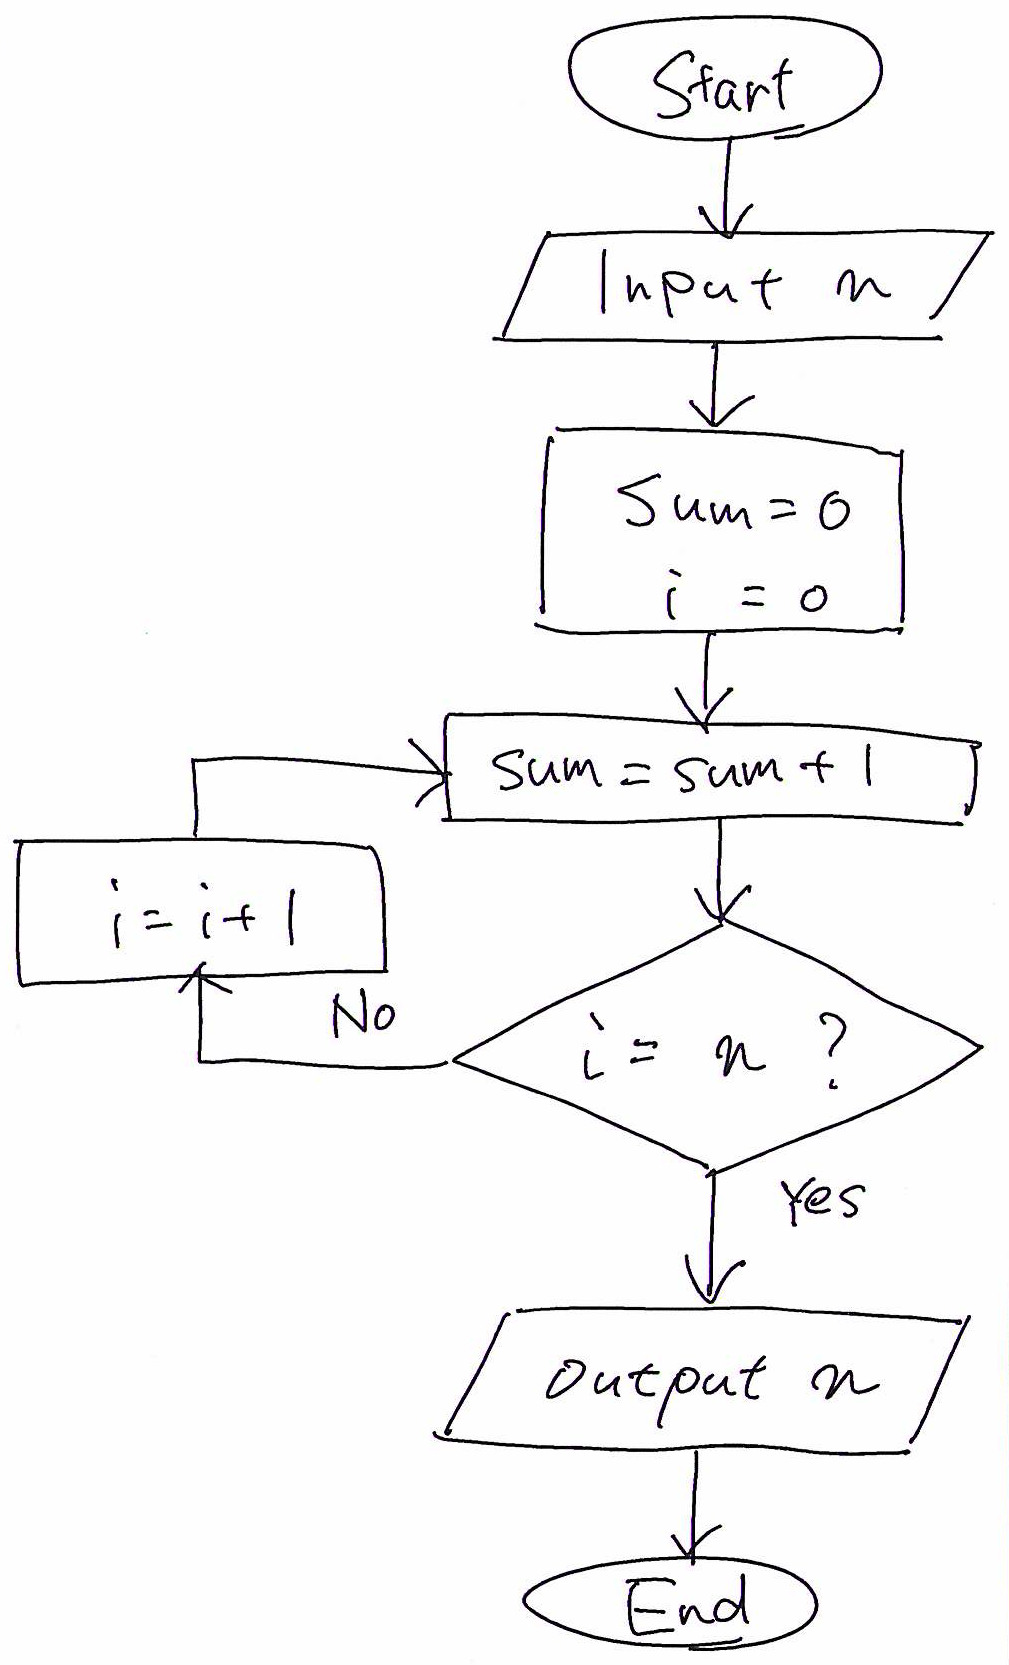 Start
Input n
Sum = 0
i = 0
sum = sum + 1
i = i + 1
No
i = n ?
Yes
output n
End